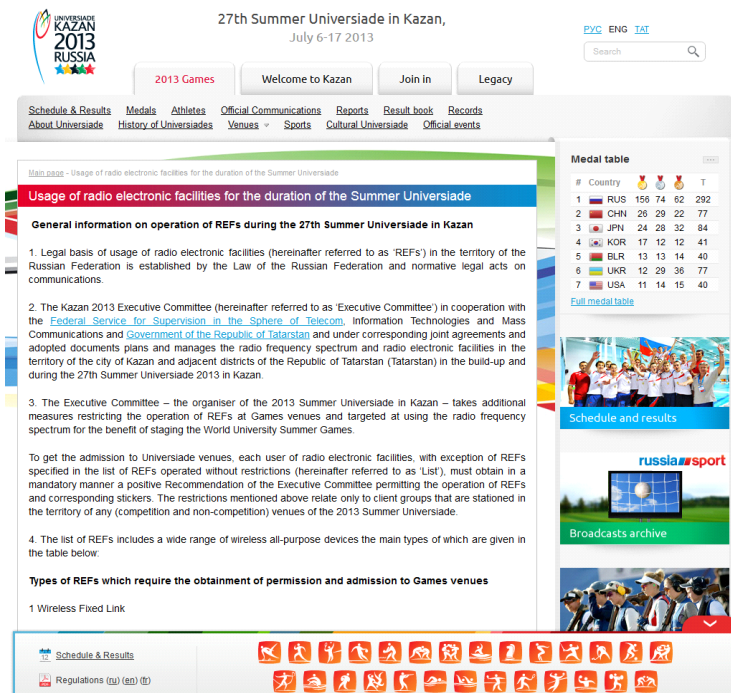 UNIVERSIADE
KAZAN
2013
RUSSIA
27th Summer Universiade in Kazan,
July 6-17 2013
РУС ENG ТАТ
Search
2013 Games
Welcome to Kazan
Join in
Legacy
Schedule & Results Medals Athletes Official Communications Reports Result book Records
About Universiade History of Universiades Venues Sports Cultural Universiade Official events
Main page - Usage of radio electronic facilities for the duration of the Summer Universiade
Usage of radio electronic facilities for the duration of the Summer Universiade
General information on operation of REFs during the 27th Summer Universiade in Kazan
1. Legal basis of usage of radio electronic facilities (hereinafter referred to as ‘REFs’) in the territory of the
Russian Federation is established by the Law of the Russian Federation and normative legal acts on
communications.
2. The Kazan 2013 Executive Committee (hereinafter referred to as ‘Executive Committee’) in cooperation with
the Federal Service for Supervision in the Sphere of Telecom, Information Technologies and Mass
Communications and Government of the Republic of Tatarstan and under corresponding joint agreements and
adopted documents plans and manages the radio frequency spectrum and radio electronic facilities in the
territory of the city of Kazan and adjacent districts of the Republic of Tatarstan (Tatarstan) in the build-up and
during the 27th Summer Universiade 2013 in Kazan.
3. The Executive Committee – the organiser of the 2013 Summer Universiade in Kazan – takes additional
measures restricting the operation of REFs at Games venues and targeted at using the radio frequency
spectrum for the benefit of staging the World University Summer Games.
To get the admission to Universiade venues, each user of radio electronic facilities, with exception of REFs
specified in the list of REFs operated without restrictions (hereinafter referred to as ‘List’), must obtain in a
mandatory manner a positive Recommendation of the Executive Committee permitting the operation of REFs
and corresponding stickers. The restrictions mentioned above relate only to client groups that are stationed in
the territory of any (competition and non-competition) venues of the 2013 Summer Universiade.
4. The list of REFs includes a wide range of wireless all-purpose devices the main types of which are given in
the table below:
Types of REFs which require the obtainment of permission and admission to Games venues
1 Wireless Fixed Link
Medal table
# Country T
1 RUS 156 74 62 292
2 CHN 26 29 22 77
3 JPN 24 28 32 84
4 KOR 17 12 12 41
5 BLR 13 13 14 40
6 UKR 12 29 36 77
7 USA 11 14 15 40
Full medal table
Schedule and results
russia sport
Broadcasts archive
12 Schedule & Results
Regulations (ru) (en) (fr)